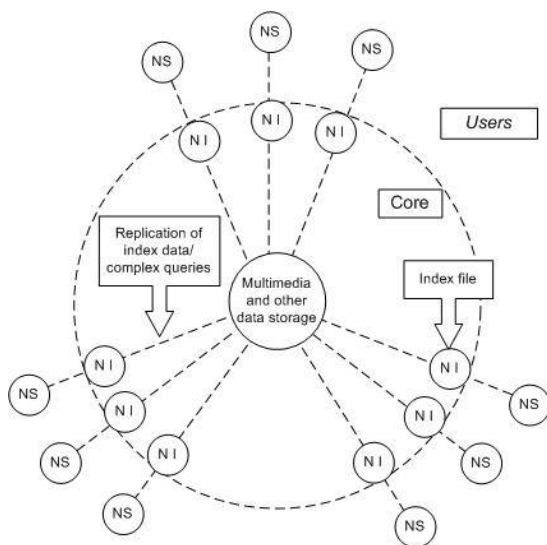 NS
NS
NS
N I
N I
N I
Users
Core
Replication of
index data/
complex queries
Index file
Multimedia
and other
data storage
N I
N I
NS
NS
N I
N I
NS
NS
N I
N I
NS
NS